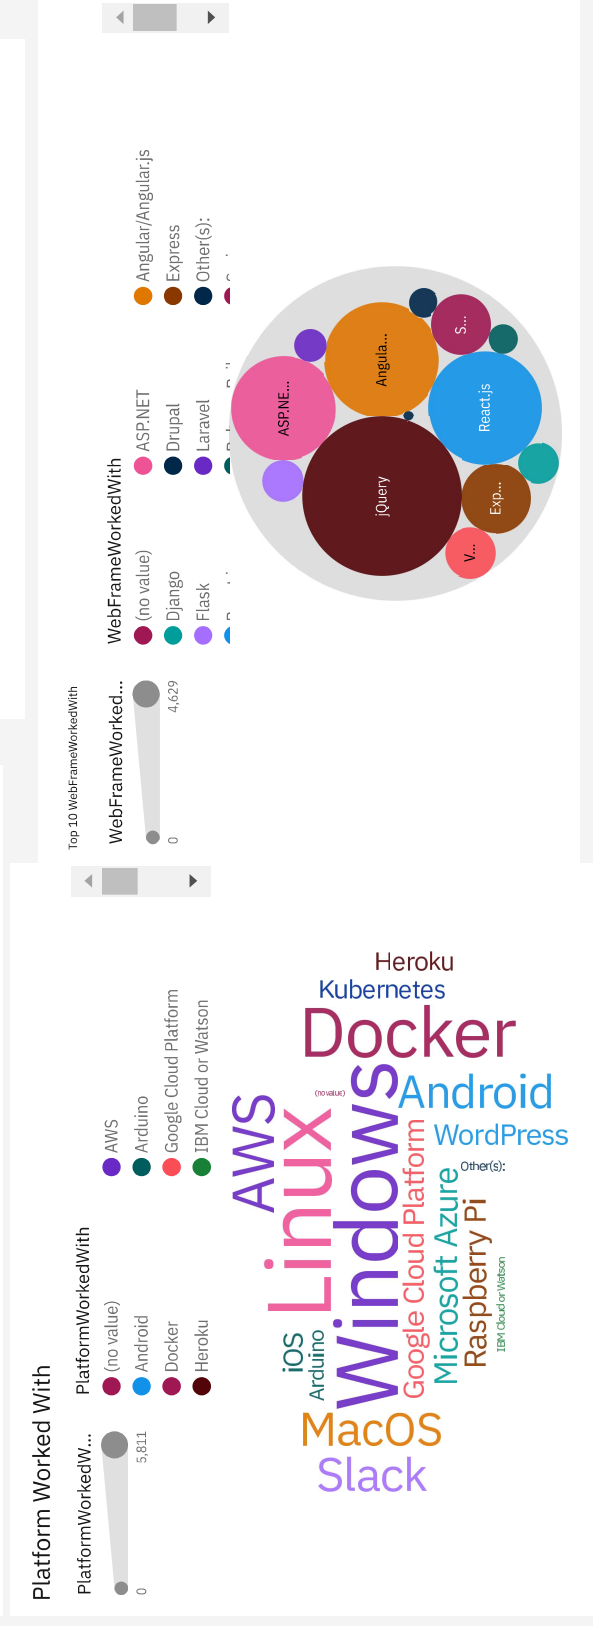 Platform Worked With
PlatformWorkedW...
0
5,811
PlatformWorkedWith
(no value)
AWS
Android
Arduino
Docker
Google Cloud Platform
Heroku
IBM Cloud or Watson
Heroku
Kubernetes
Docker
(no value)
Android
AWS
Linux
Windows
WordPress
Google Cloud Platform
Other(s):
Microsoft Azure
Raspberry Pi
IBM Cloud or Watson
iOS
Arduino
MacOS
Slack
Top 10 WebFrameWorkedWith
WebFrameWorked...
0
4,629
WebFrameWorkedWith
(no value)
ASP.NET
Angular/Angular.js
Django
Drupal
Express
Flask
Laravel
Other(s):
ASP.NE...
Angula...
S...
jQuery
React.js
Exp...
V...